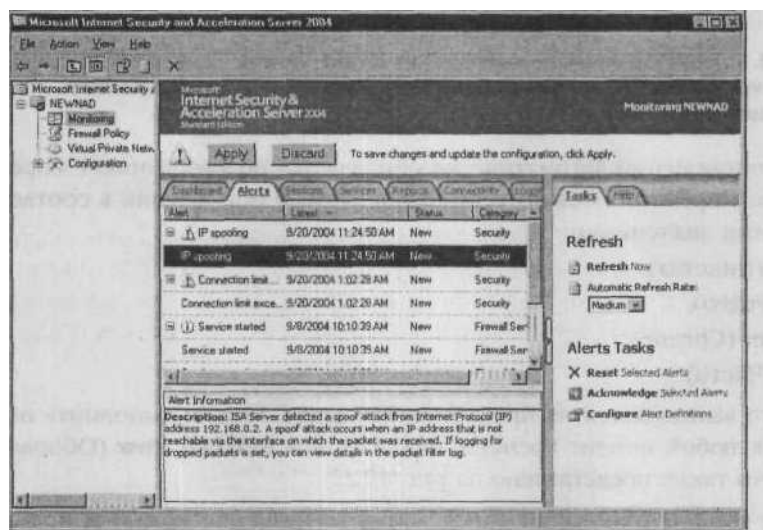 Microsoft Internet Security and Acceleration Server 2004
File Action View Help
Microsoft Internet Security
NEWNAD
Monitoring
Firewall Policy
Virtual Private Netw
Configuration
Microsoft
Internet Security &
Acceleration Server 2004
Standard Edition
Monitoring NEWNAD
Apply Discard To save changes and update the configuration, click Apply.
Dashboard Alerts Sessions Services Reports Connectivity Logg
Alert Latest Status Category
IP spoofing 9/20/2004 11:24:50 AM New Security
IP spoofing 9/20/2004 11:24:50 AM New Security
Connection limit... 9/20/2004 1:02:28 AM New Security
Connection limit exce... 9/20/2004 1:02:28 AM New Security
Service started 9/8/2004 10:10:39 AM New Firewall Ser
Service started 9/8/2004 10:10:39 AM New Firewall Ser
Alert Information
Description: ISA Server detected a spoof attack from Internet Protocol (IP)
address 192.168.0.2. A spoof attack occurs when an IP address that is not
reachable via the interface on which the packet was received. If logging for
dropped packets is set, you can view details in the packet filter log.
Tasks Help
Refresh
Refresh Now
Automatic Refresh Rate:
Medium
Alerts Tasks
Reset Selected Alerts
Acknowledge Selected Alerts
Configure Alert Definitions